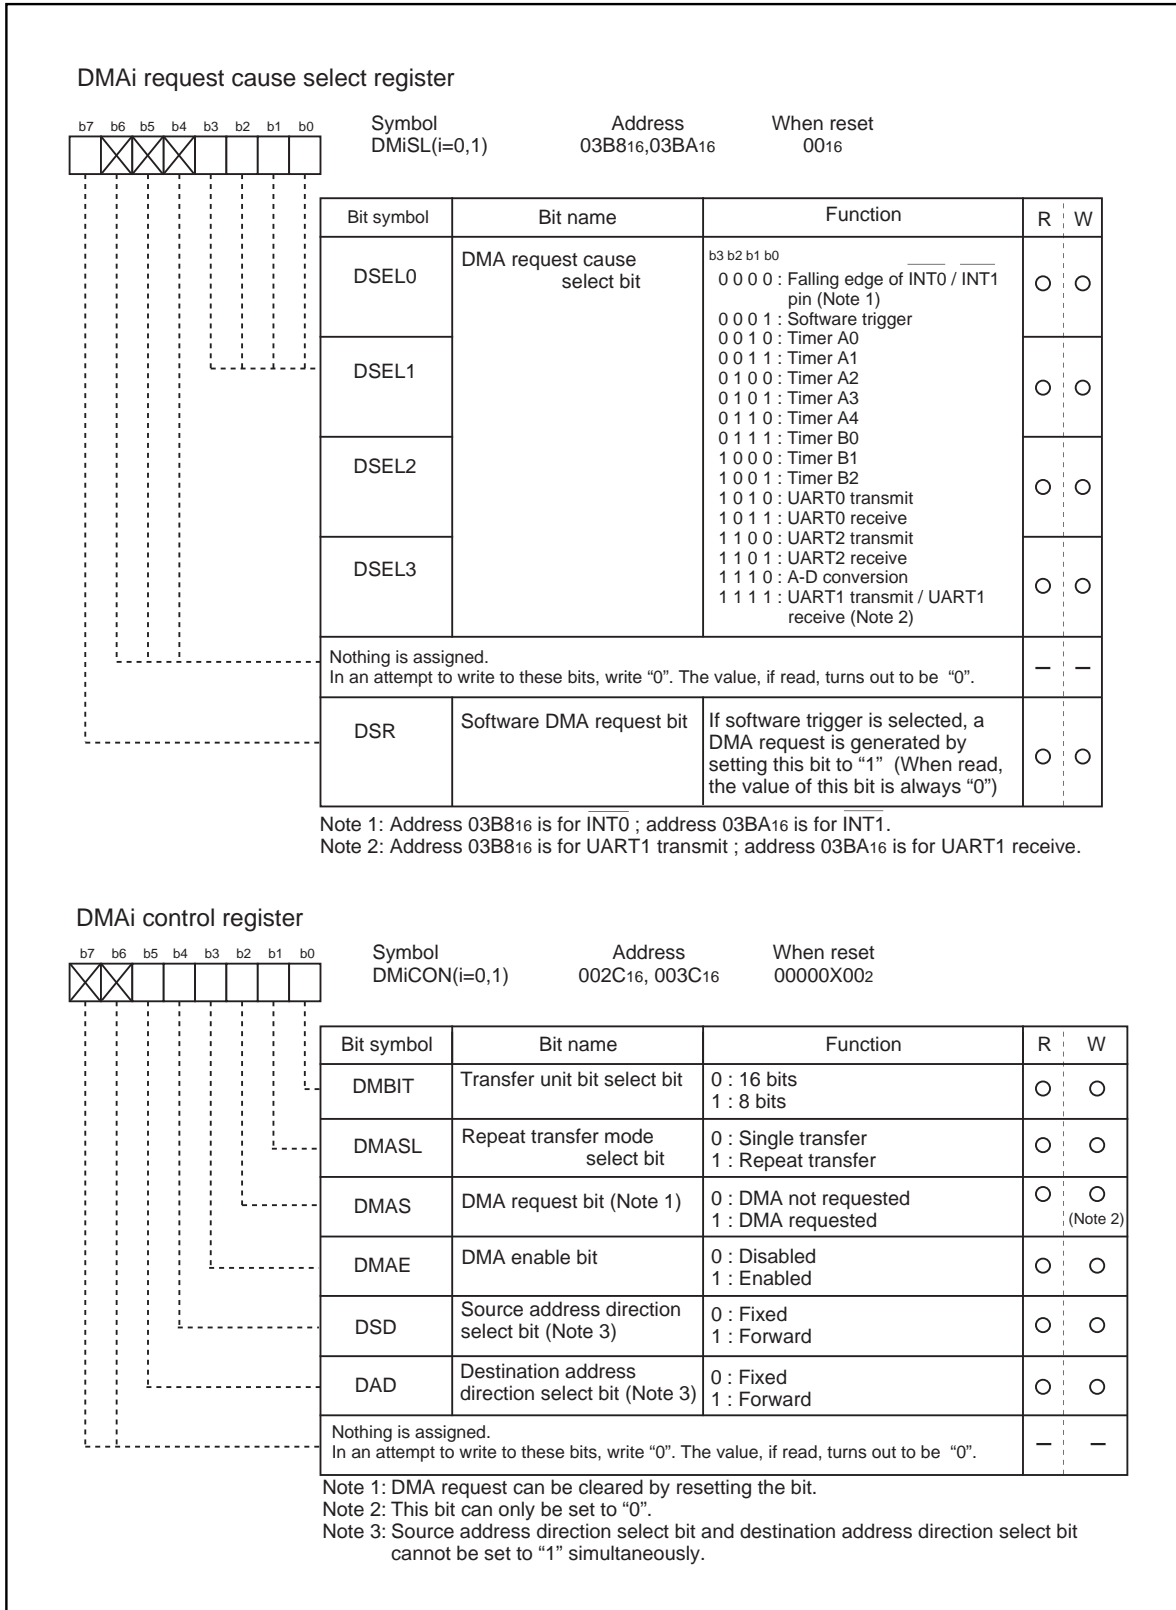 DMAi request cause select register
b7 b6 b5 b4 b3 b2 b1 b0
Symbol Address When reset
DMiSL(i=0,1) 03B816,03BA16 0016
Bit symbol Bit name Function R W
DSEL0 DMA request cause
select bit
b3 b2 b1 b0
0 0 0 0 : Falling edge of INT0 / INT1
pin (Note 1)
0 0 0 1 : Software trigger
0 0 1 0 : Timer A0
0 0 1 1 : Timer A1
DSEL1
0 1 0 0 : Timer A2
0 1 0 1 : Timer A3
0 1 1 0 : Timer A4
0 1 1 1 : Timer B0
1 0 0 0 : Timer B1
DSEL2
1 0 0 1 : Timer B2
1 0 1 0 : UART0 transmit
1 0 1 1 : UART0 receive
1 1 0 0 : UART2 transmit
1 1 0 1 : UART2 receive
DSEL3
1 1 1 0 : A-D conversion
1 1 1 1 : UART1 transmit / UART1
receive (Note 2)
Nothing is assigned.
In an attempt to write to these bits, write “0”. The value, if read, turns out to be “0”.
DSR Software DMA request bit If software trigger is selected, a
DMA request is generated by
setting this bit to “1” (When read,
the value of this bit is always “0”)
Note 1: Address 03B816 is for INT0 ; address 03BA16 is for INT1.
Note 2: Address 03B816 is for UART1 transmit ; address 03BA16 is for UART1 receive.
DMAi control register
b7 b6 b5 b4 b3 b2 b1 b0
Symbol Address When reset
DMiCON(i=0,1) 002C16, 003C16 00000X002
Bit symbol Bit name Function R W
DMBIT Transfer unit bit select bit 0 : 16 bits
1 : 8 bits
DMASL Repeat transfer mode
select bit
0 : Single transfer
1 : Repeat transfer
DMAS DMA request bit (Note 1) 0 : DMA not requested
1 : DMA requested
(Note 2)
DMAE DMA enable bit 0 : Disabled
1 : Enabled
DSD Source address direction
select bit (Note 3)
0 : Fixed
1 : Forward
DAD Destination address
direction select bit (Note 3)
0 : Fixed
1 : Forward
Nothing is assigned.
In an attempt to write to these bits, write “0”. The value, if read, turns out to be “0”.
Note 1: DMA request can be cleared by resetting the bit.
Note 2: This bit can only be set to “0”.
Note 3: Source address direction select bit and destination address direction select bit
cannot be set to “1” simultaneously.